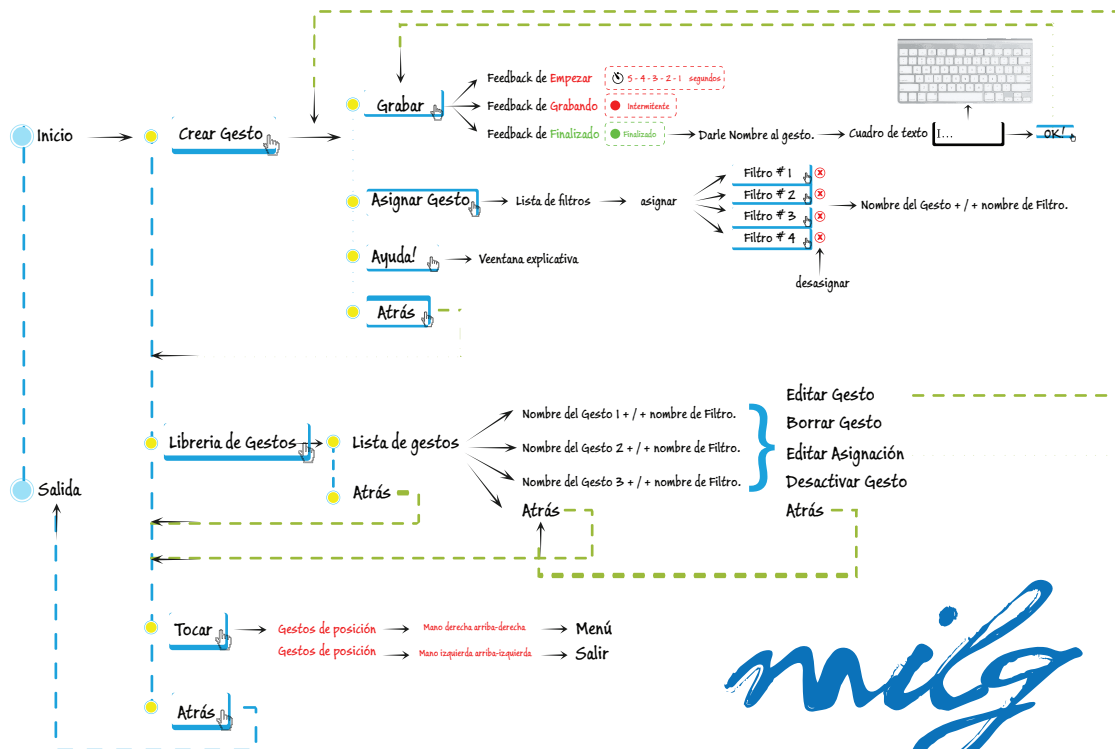 Inicio
Crear Gesto
Grabar
Feedback de Empezar
5 - 4 - 3 - 2 - 1 segundos
Feedback de Grabando
Intermitente
Feedback de Finalizado
Finalizado
Darle Nombre al gesto.
Cuadro de texto
I...
OK!
Asignar Gesto
Lista de filtros
asignar
Filtro # 1
x
Filtro # 2
x
Filtro # 3
x
Filtro # 4
x
Nombre del Gesto + / + nombre de Filtro.
desasignar
Ayuda!
Veentana explicativa
Atrás
Libreria de Gestos
Lista de gestos
Nombre del Gesto 1 + / + nombre de Filtro.
Nombre del Gesto 2 + / + nombre de Filtro.
Nombre del Gesto 3 + / + nombre de Filtro.
Atrás
Editar Gesto
Borrar Gesto
Editar Asignación
Desactivar Gesto
Atrás
Atrás
Salida
Tocar
Gestos de posición
Mano derecha arriba-derecha
Menú
Gestos de posición
Mano izquierda arriba-izquierda
Salir
Atrás
milg